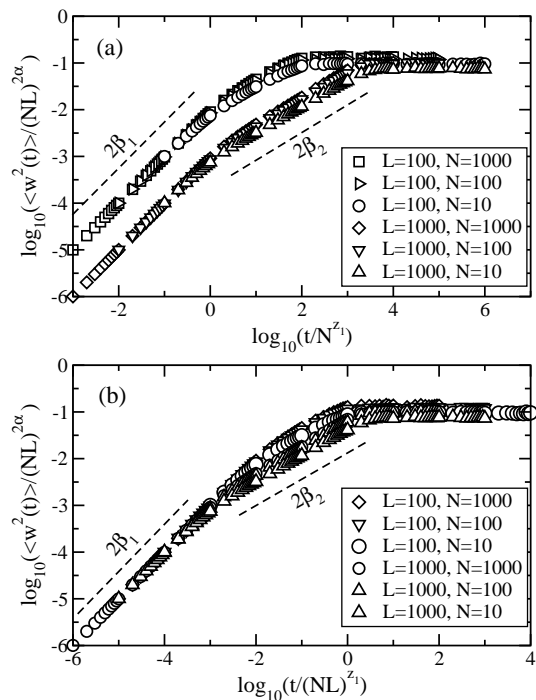 0
(a)
-1
-2
2β₁
-3
2β₂
-4
-5
-6
log₁₀(<w²(t)>/(NL)^2α)
L=100, N=1000
L=100, N=100
L=100, N=10
L=1000, N=1000
L=1000, N=100
L=1000, N=10
-2 0 2 4 6
log₁₀(t/N^z₁)
0
(b)
-1
-2
2β₁
-3
2β₂
-4
-5
-6
log₁₀(<w²(t)>/(NL)^2α)
L=100, N=1000
L=100, N=100
L=100, N=10
L=1000, N=1000
L=1000, N=100
L=1000, N=10
-6 -4 -2 0 2 4
log₁₀(t/(NL)^z₁)